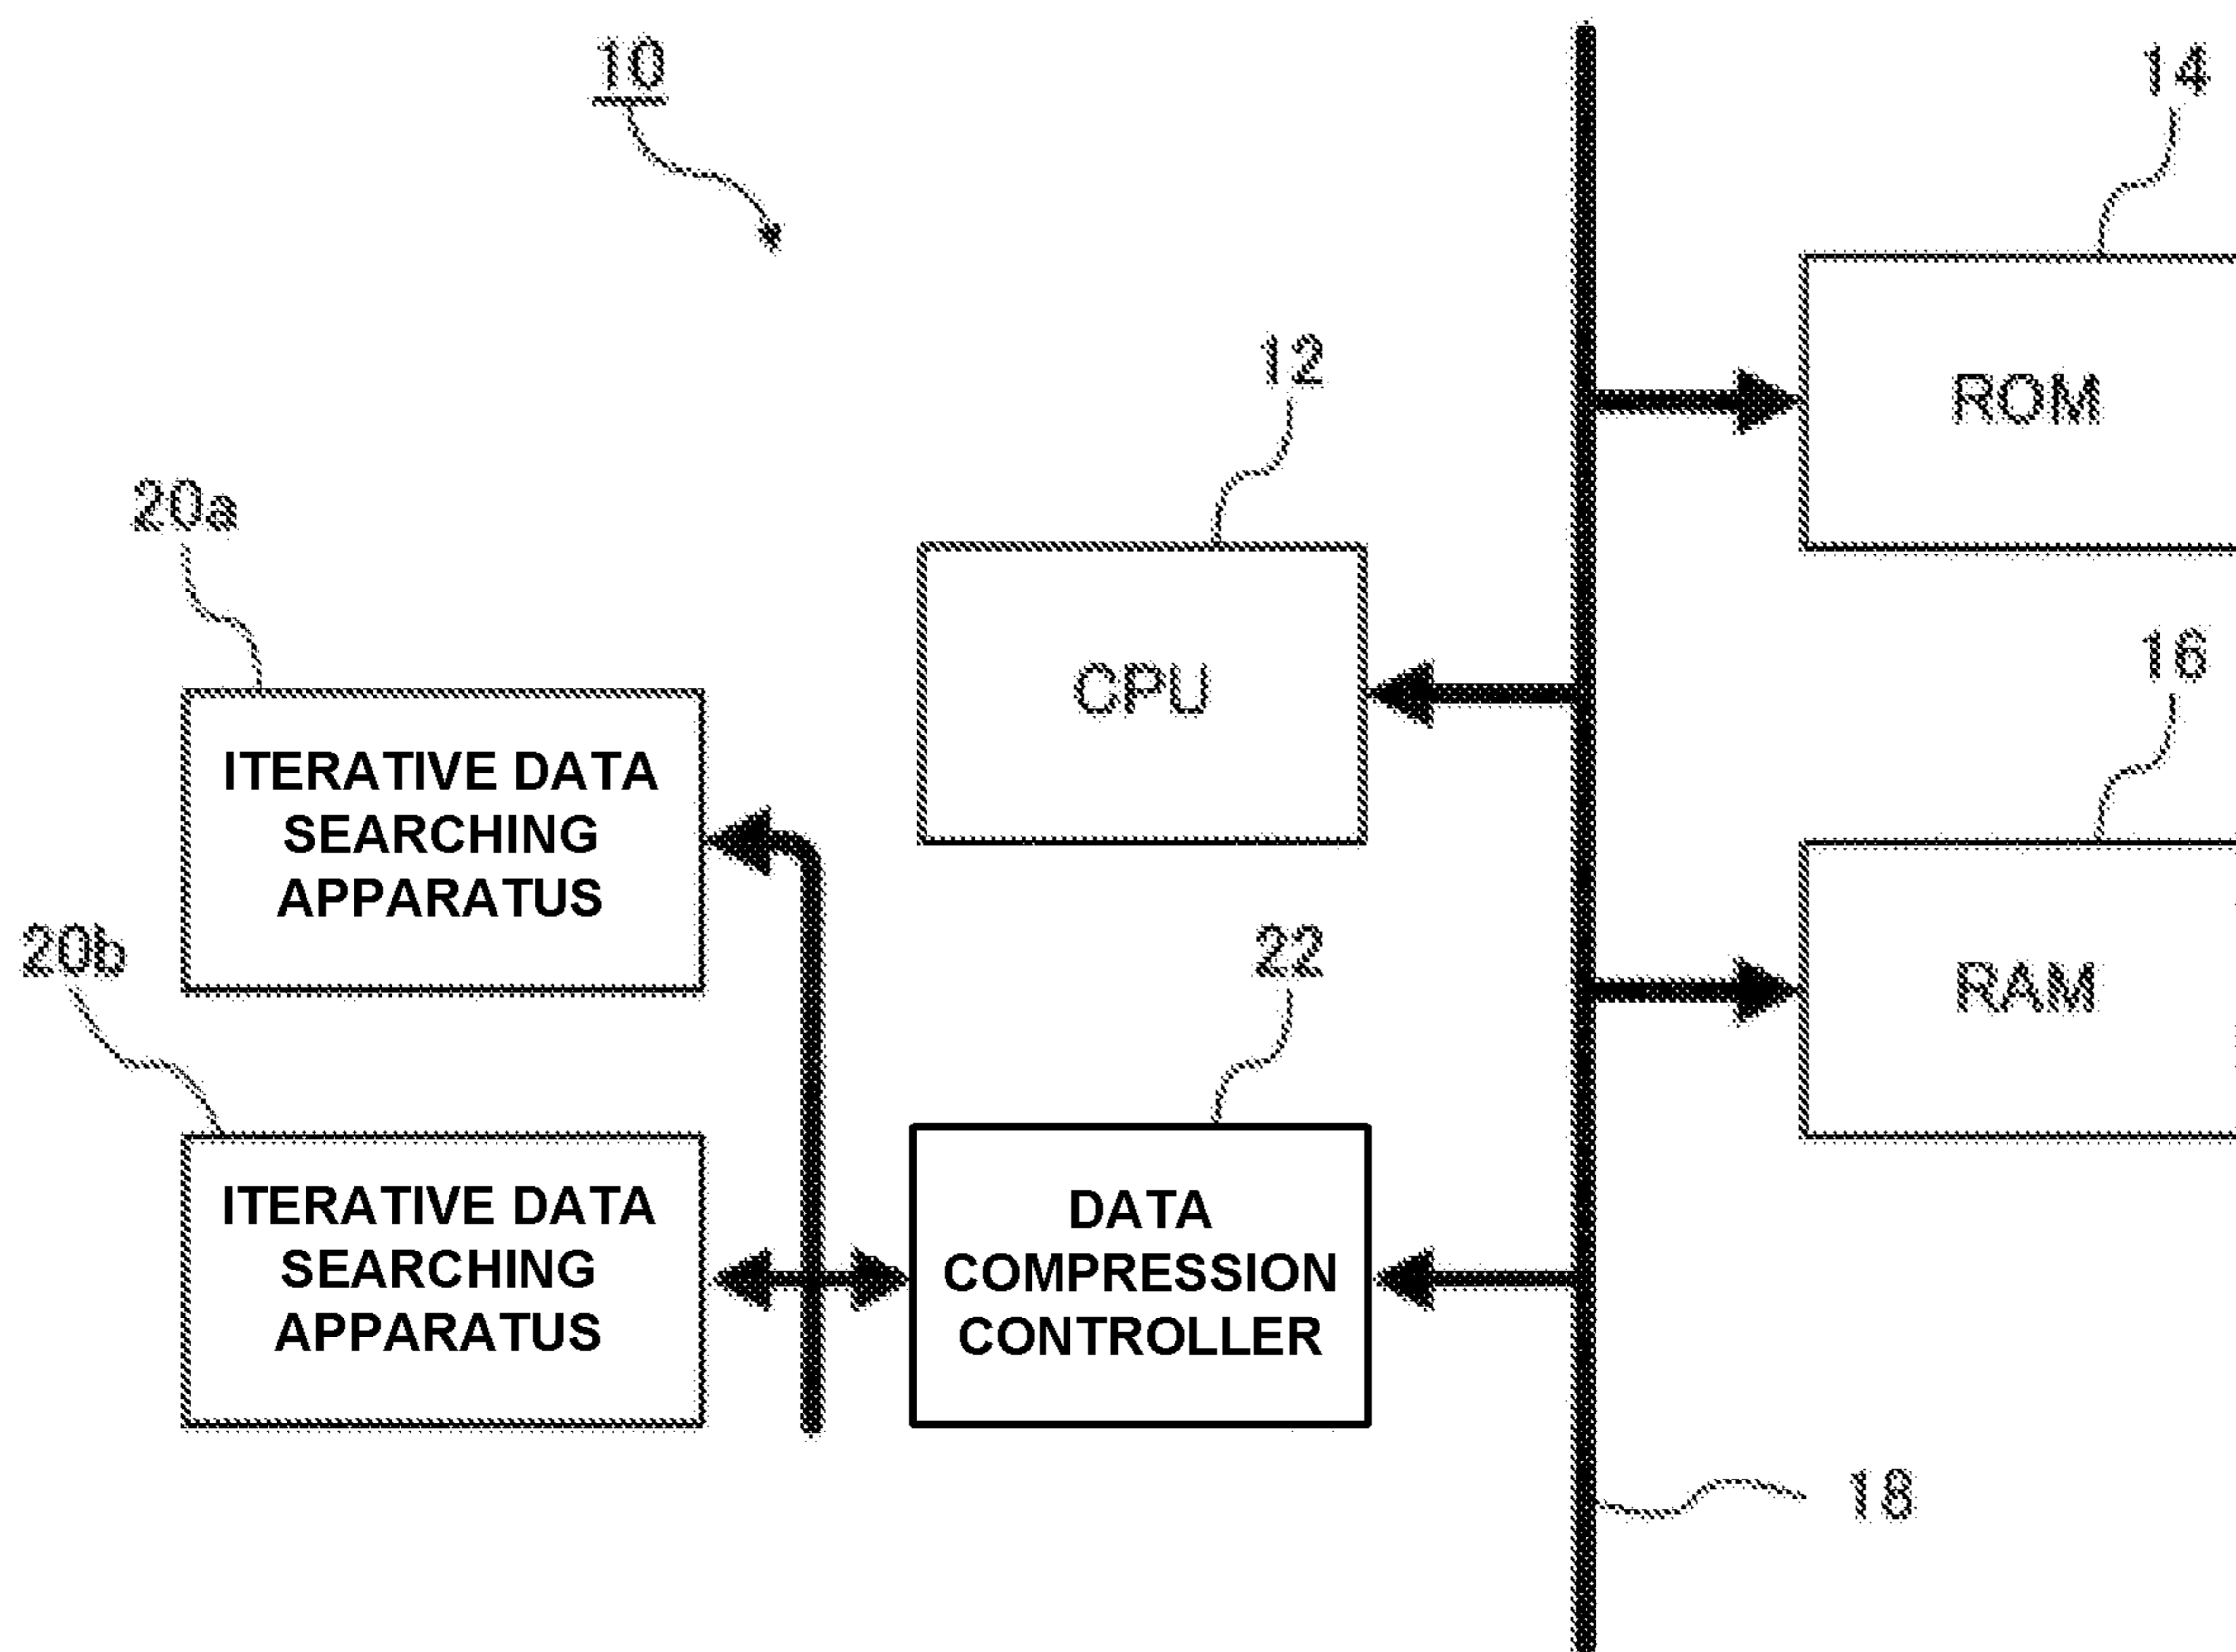 10
14
12
ROM
20a
CPU
16
ITERATIVE DATA
SEARCHING
APPARATUS
20b
22
RAM
ITERATIVE DATA
SEARCHING
APPARATUS
DATA
COMPRESSION
CONTROLLER
18